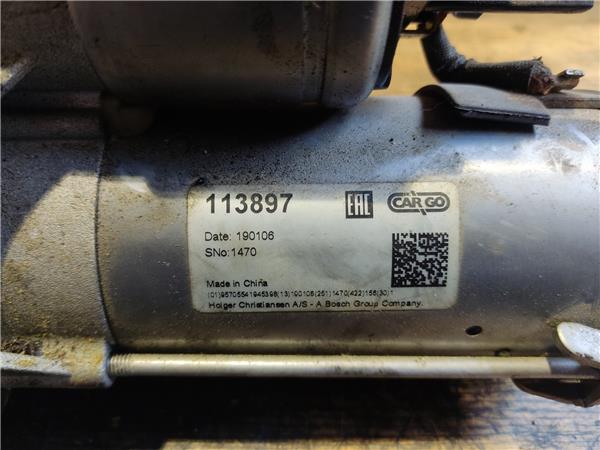 113897 EAC CARGO
Date: 190106
SNo:1470
Made in China
(01)95705541945398(13)190106(251)1470(422)156(30)1
Holger Christiansen A/S - A Bosch Group Company.